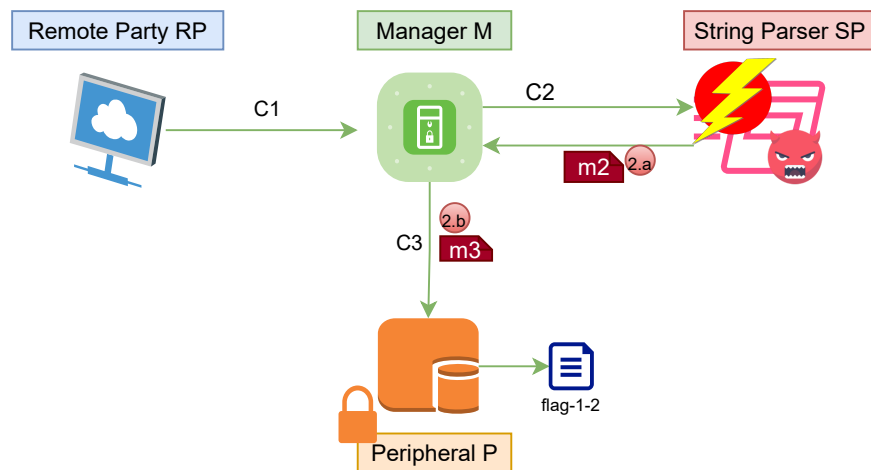 Remote Party RP
Manager M
String Parser SP
C1
C2
m2
2.a
2.b
C3
m3
flag-1-2
Peripheral P